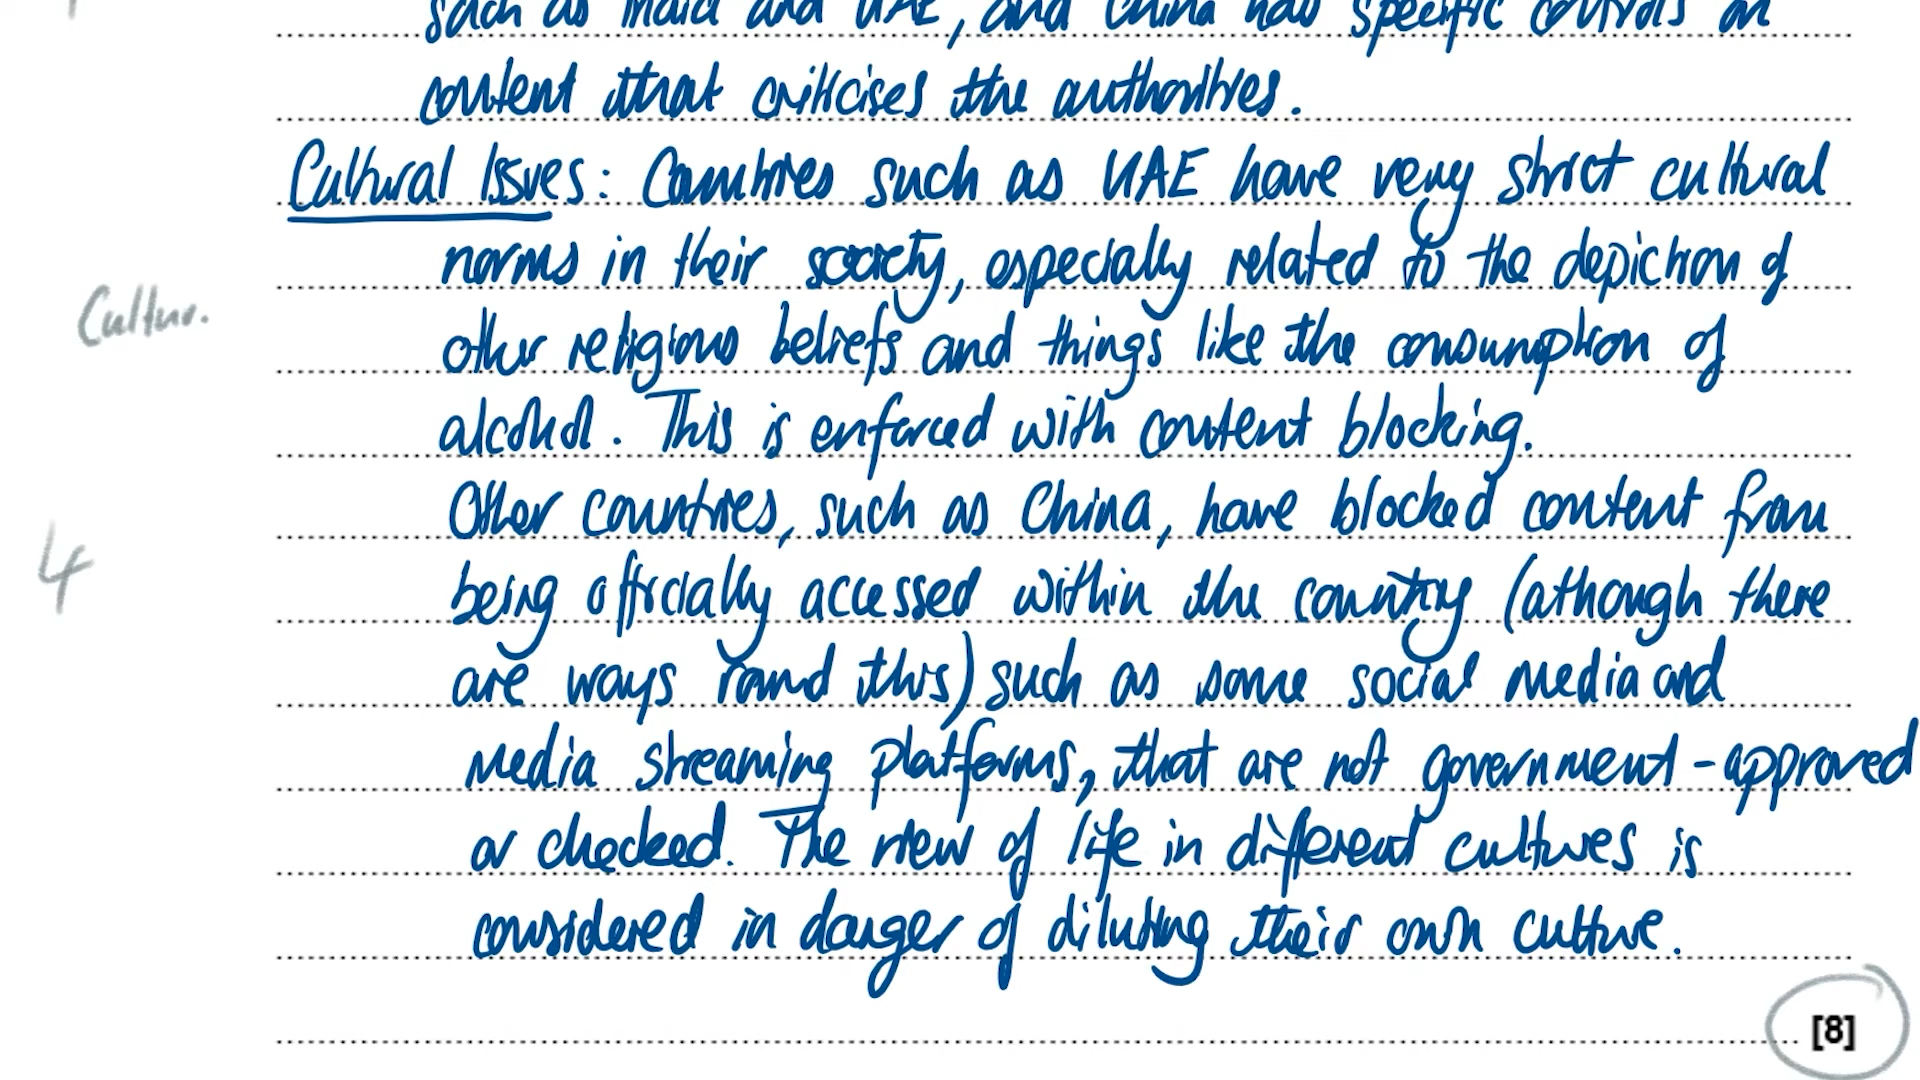 such as India and UAE, and China has specific controls on
content that criticises the authorities.
Cultural Issues: Countries such as UAE have very strict cultural
norms in their society, especially related to the depiction of
Cultur.
other religious beliefs and things like the consumption of
alcohol. This is enforced with content blocking.
Other countries, such as China, have blocked content from
4
being officially accessed within the country (athough there
are ways round this) such as some social media and
media streaming platforms, that are not government-approved
or checked. The view of life in different cultures is
considered in danger of diluting their own culture.
[8]